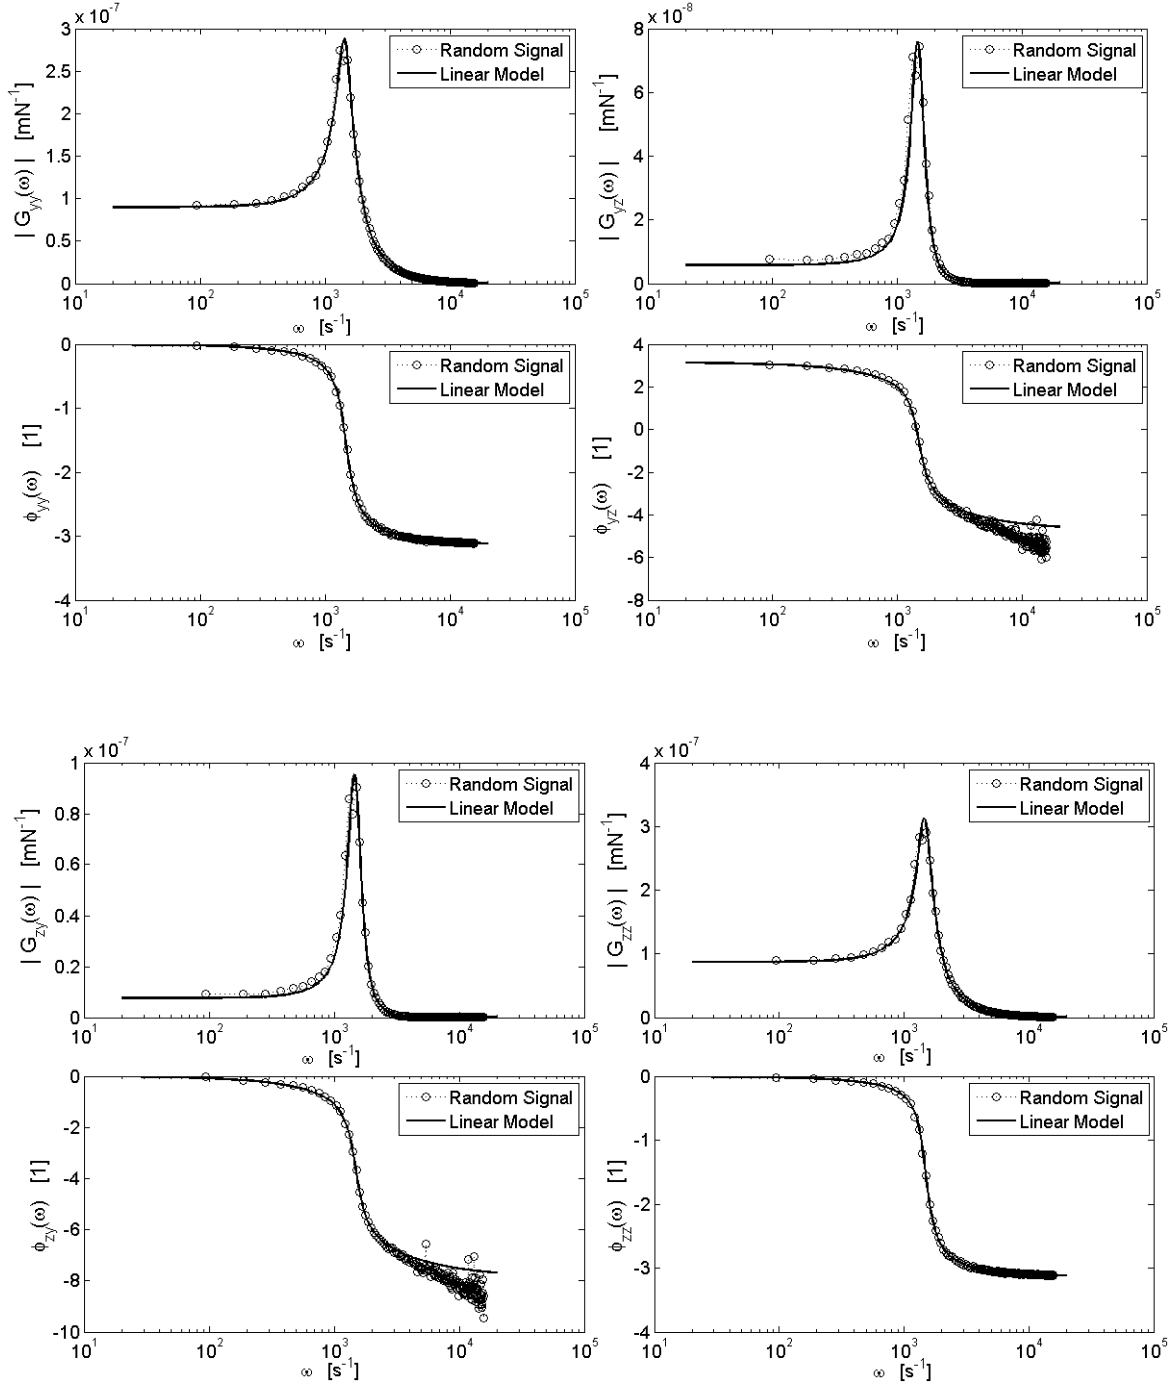 x 10^-7
3
2.5
2
1.5
1
0.5
0
| G_yy(ω) | [mN^-1]
Random Signal
Linear Model
10^1 10^2 10^3 10^4 10^5
ω [s^-1]
x 10^-8
8
6
4
2
0
| G_yz(ω) | [mN^-1]
Random Signal
Linear Model
10^1 10^2 10^3 10^4 10^5
ω [s^-1]
0
-1
-2
-3
-4
ϕ_yy(ω) [1]
Random Signal
Linear Model
10^1 10^2 10^3 10^4 10^5
ω [s^-1]
4
2
0
-2
-4
-6
-8
ϕ_yz(ω) [1]
Random Signal
Linear Model
10^1 10^2 10^3 10^4 10^5
ω [s^-1]
x 10^-7
1
0.8
0.6
0.4
0.2
0
| G_zy(ω) | [mN^-1]
Random Signal
Linear Model
10^1 10^2 10^3 10^4 10^5
ω [s^-1]
x 10^-7
4
3
2
1
0
| G_zz(ω) | [mN^-1]
Random Signal
Linear Model
10^1 10^2 10^3 10^4 10^5
ω [s^-1]
0
-2
-4
-6
-8
-10
ϕ_zy(ω) [1]
Random Signal
Linear Model
10^1 10^2 10^3 10^4 10^5
ω [s^-1]
0
-1
-2
-3
-4
ϕ_zz(ω) [1]
Random Signal
Linear Model
10^1 10^2 10^3 10^4 10^5
ω [s^-1]